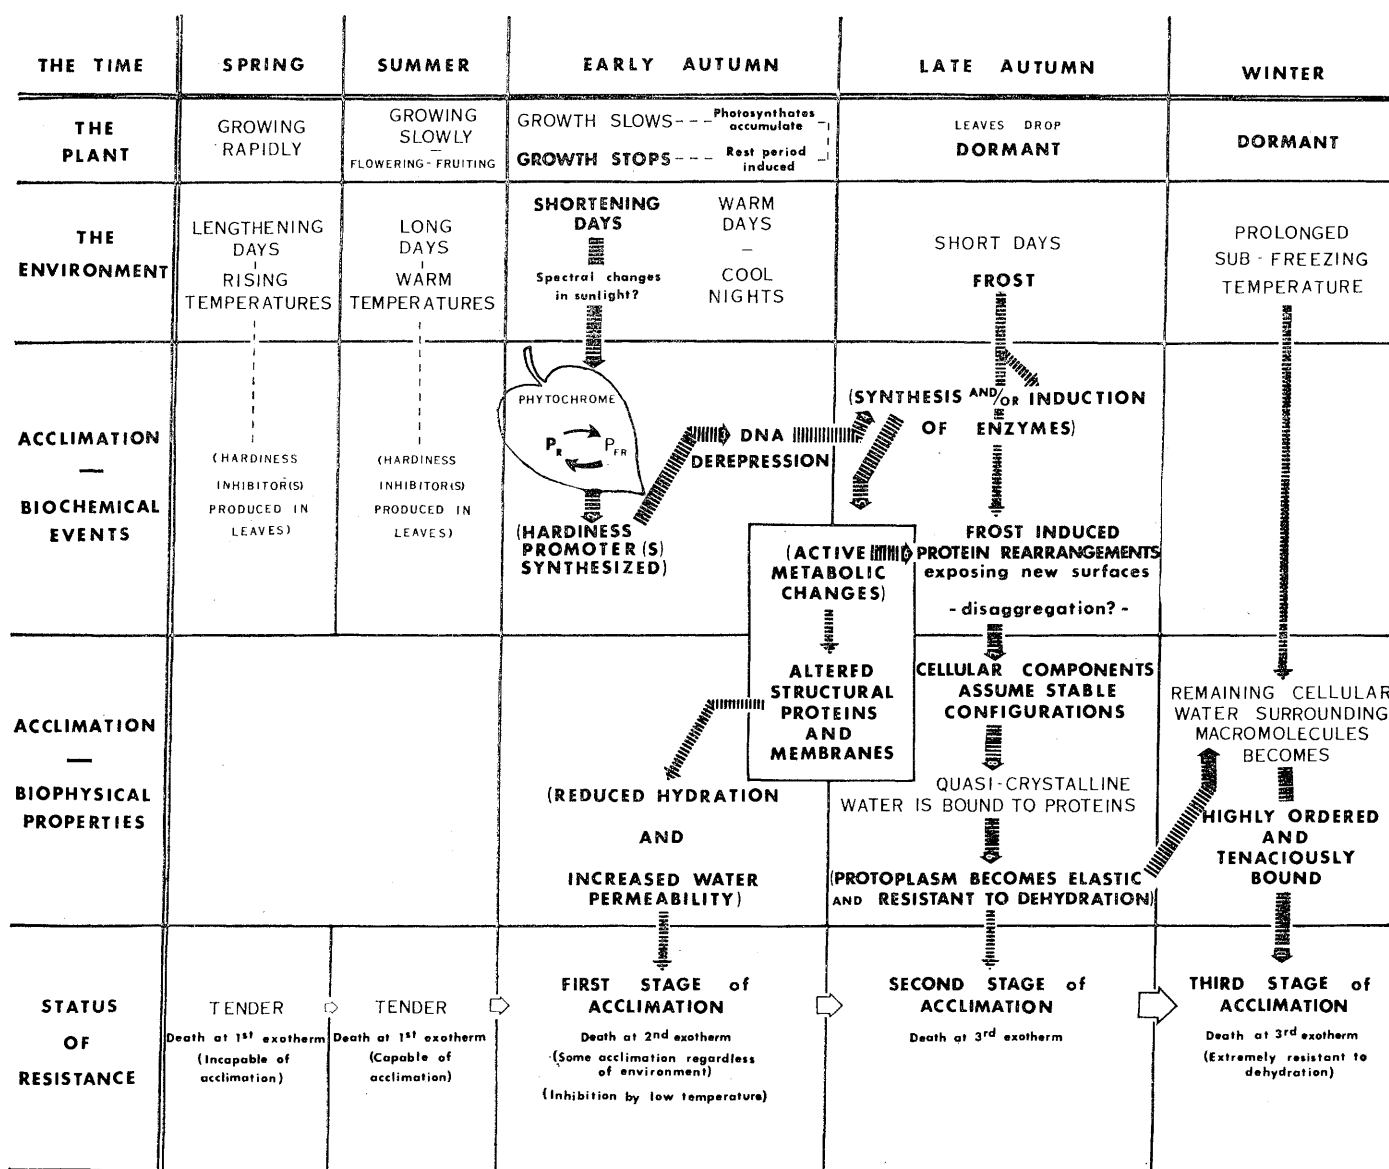 THE TIME
SPRING
SUMMER
EARLY AUTUMN
LATE AUTUMN
WINTER
THE
PLANT
GROWING
RAPIDLY
GROWING
SLOWLY
–
FLOWERING-FRUITING
GROWTH SLOWS --- Photosynthates
accumulate
GROWTH STOPS --- Rest period
induced
LEAVES DROP
DORMANT
DORMANT
THE
ENVIRONMENT
LENGTHENING
DAYS
RISING
TEMPERATURES
LONG
DAYS
WARM
TEMPERATURES
SHORTENING
DAYS
Spectral changes
in sunlight?
WARM
DAYS
–
COOL
NIGHTS
SHORT DAYS
FROST
PROLONGED
SUB-FREEZING
TEMPERATURE
ACCLIMATION
—
BIOCHEMICAL
EVENTS
(HARDINESS
INHIBITOR(S)
PRODUCED IN
LEAVES)
(HARDINESS
INHIBITOR(S)
PRODUCED IN
LEAVES)
PHYTOCHROME
PR PFR
(HARDINESS
PROMOTER(S)
SYNTHESIZED)
DNA
DEREPRESSION
(SYNTHESIS AND/OR INDUCTION
OF ENZYMES)
(ACTIVE
METABOLIC
CHANGES)
FROST INDUCED
PROTEIN REARRANGEMENTS
exposing new surfaces
- disaggregation? -
ACCLIMATION
—
BIOPHYSICAL
PROPERTIES
ALTERED
STRUCTURAL
PROTEINS
AND
MEMBRANES
(REDUCED HYDRATION
AND
INCREASED WATER
PERMEABILITY)
CELLULAR COMPONENTS
ASSUME STABLE
CONFIGURATIONS
QUASI-CRYSTALLINE
WATER IS BOUND TO PROTEINS
(PROTOPLASM BECOMES ELASTIC
AND RESISTANT TO DEHYDRATION)
REMAINING CELLULAR
WATER SURROUNDING
MACROMOLECULES
BECOMES
HIGHLY ORDERED
AND
TENACIOUSLY
BOUND
STATUS
OF
RESISTANCE
TENDER
Death at 1st exotherm
(Incapable of
acclimation)
TENDER
Death at 1st exotherm
(Capable of
acclimation)
FIRST STAGE of
ACCLIMATION
Death at 2nd exotherm
(Some acclimation regardless
of environment)
(Inhibition by low temperature)
SECOND STAGE of
ACCLIMATION
Death at 3rd exotherm
THIRD STAGE of
ACCLIMATION
Death at 3rd exotherm
(Extremely resistant to
dehydration)